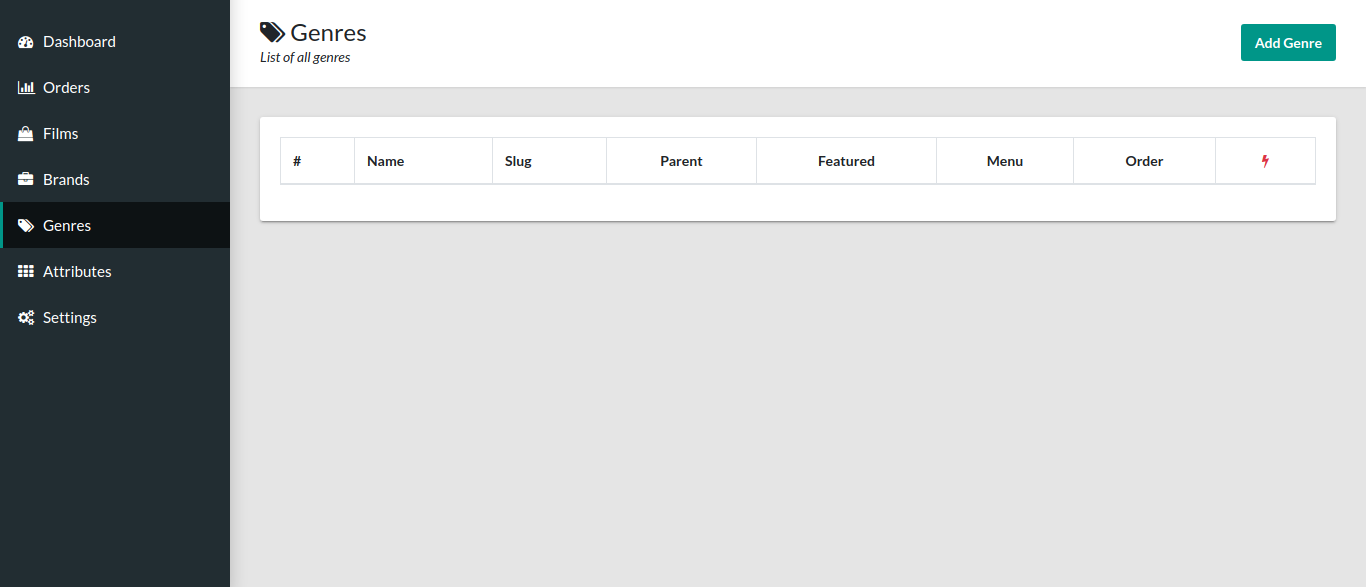 Dashboard
Orders
Films
Brands
Genres
Attributes
Settings
Genres
List of all genres
Add Genre
# Name Slug Parent Featured Menu Order